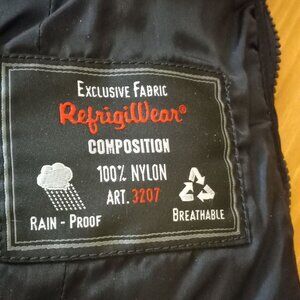 Exclusive Fabric
RefrigiWear®
COMPOSITION
100% NYLON
ART. 3207
RAIN - PROOF
BREATHABLE